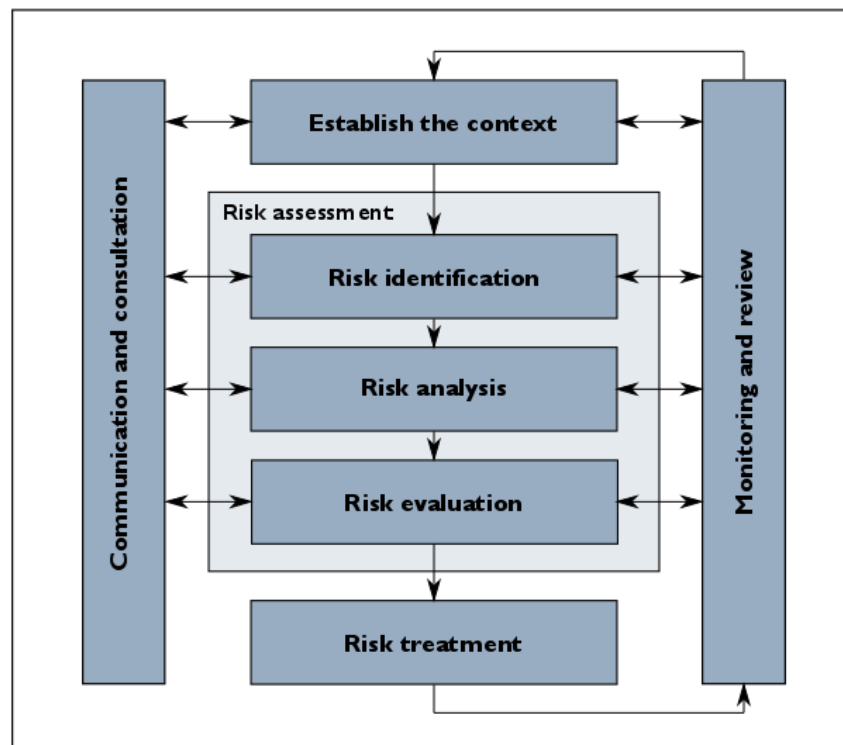 Establish the context
Risk assessment
Risk identification
Risk analysis
Risk evaluation
Risk treatment
Communication and consultation
Monitoring and review